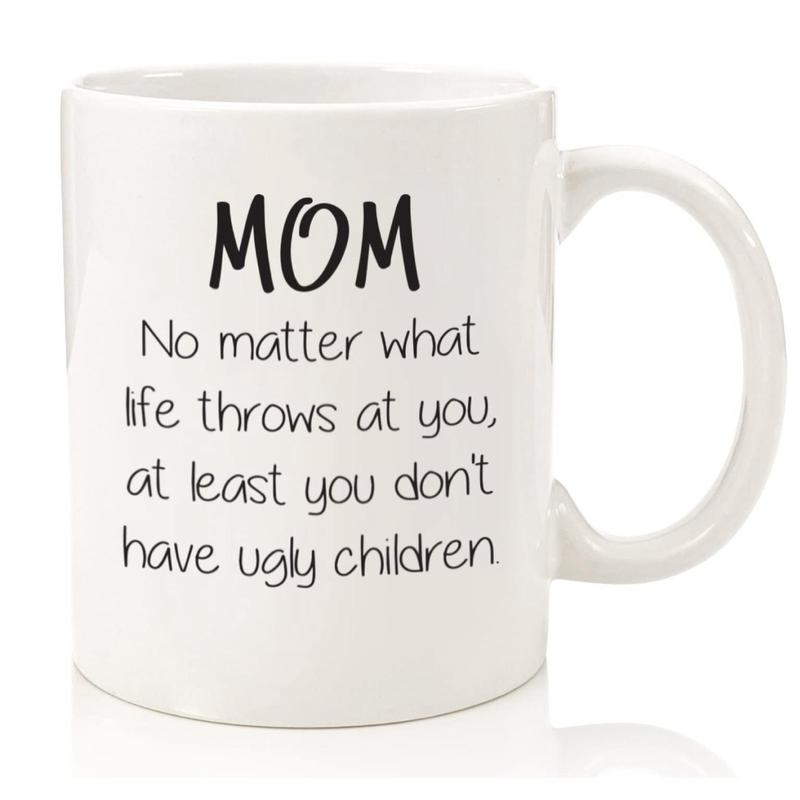 MOM
No matter what
life throws at you,
at least you don't
have ugly children.